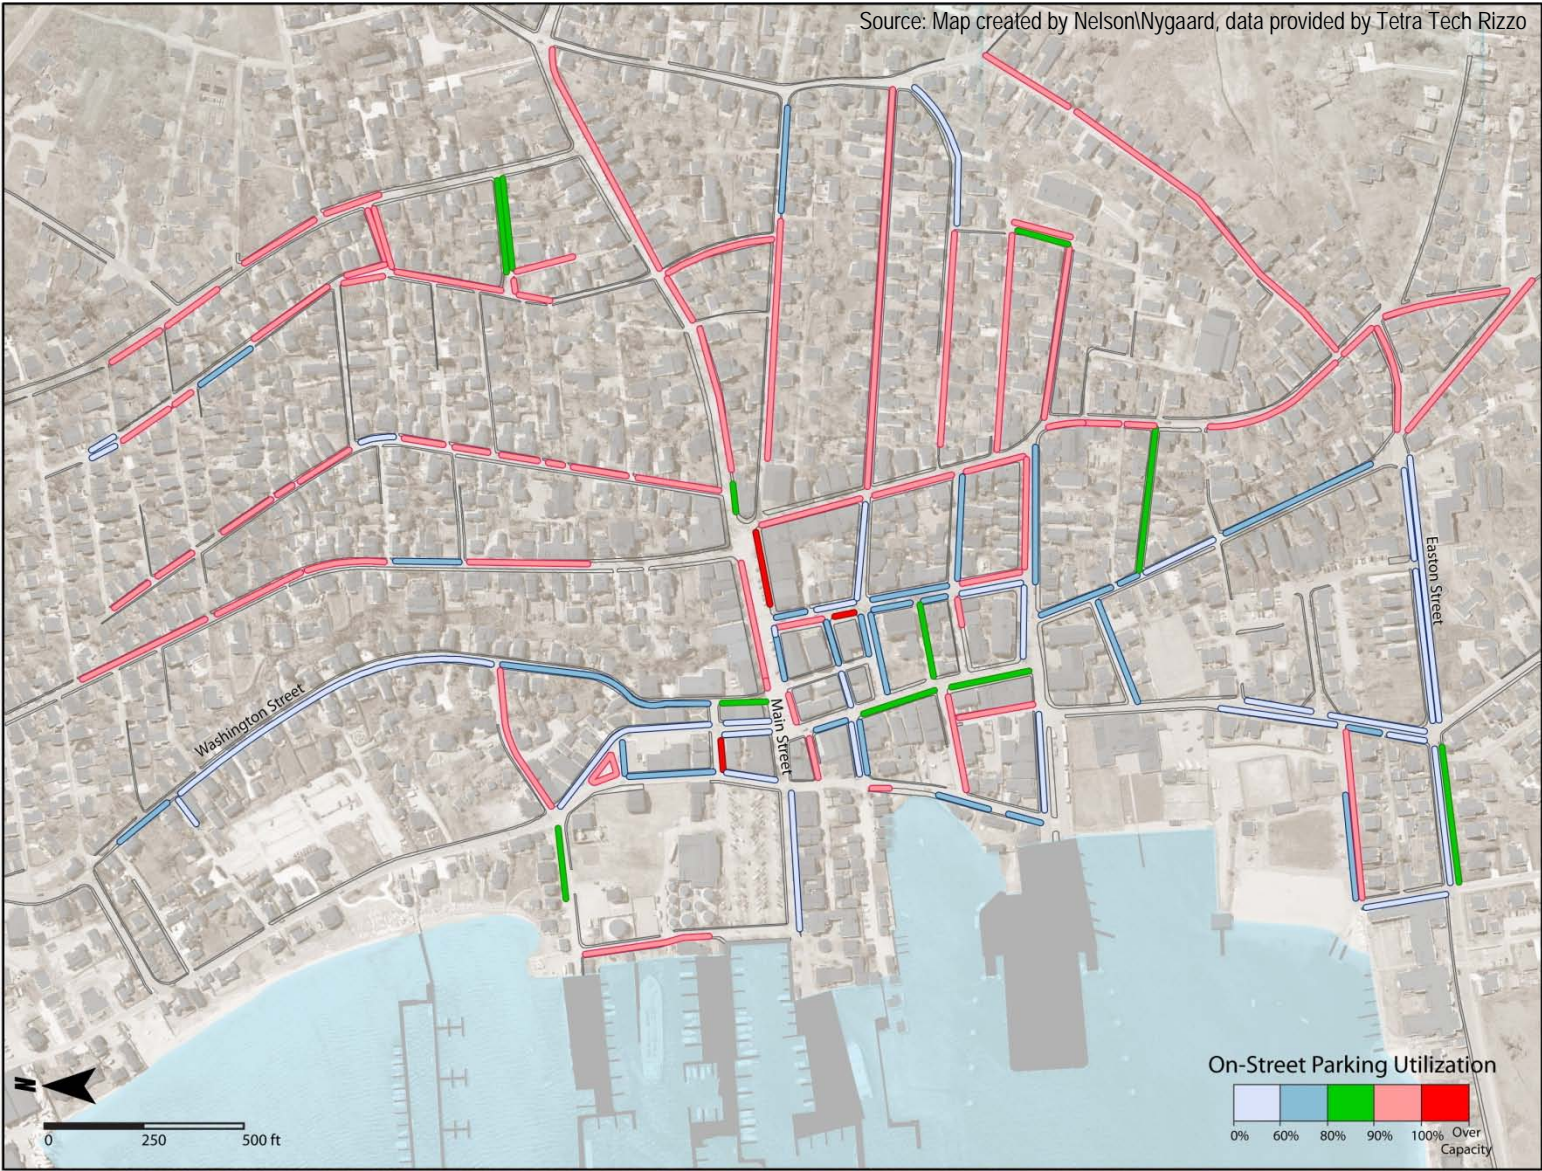 Source: Map created by Nelson\Nygaard, data provided by Tetra Tech Rizzo
Easton Street
Washington Street
Main Street
N
0 250 500 ft
On-Street Parking Utilization
0% 60% 80% 90% 100% Over
Capacity